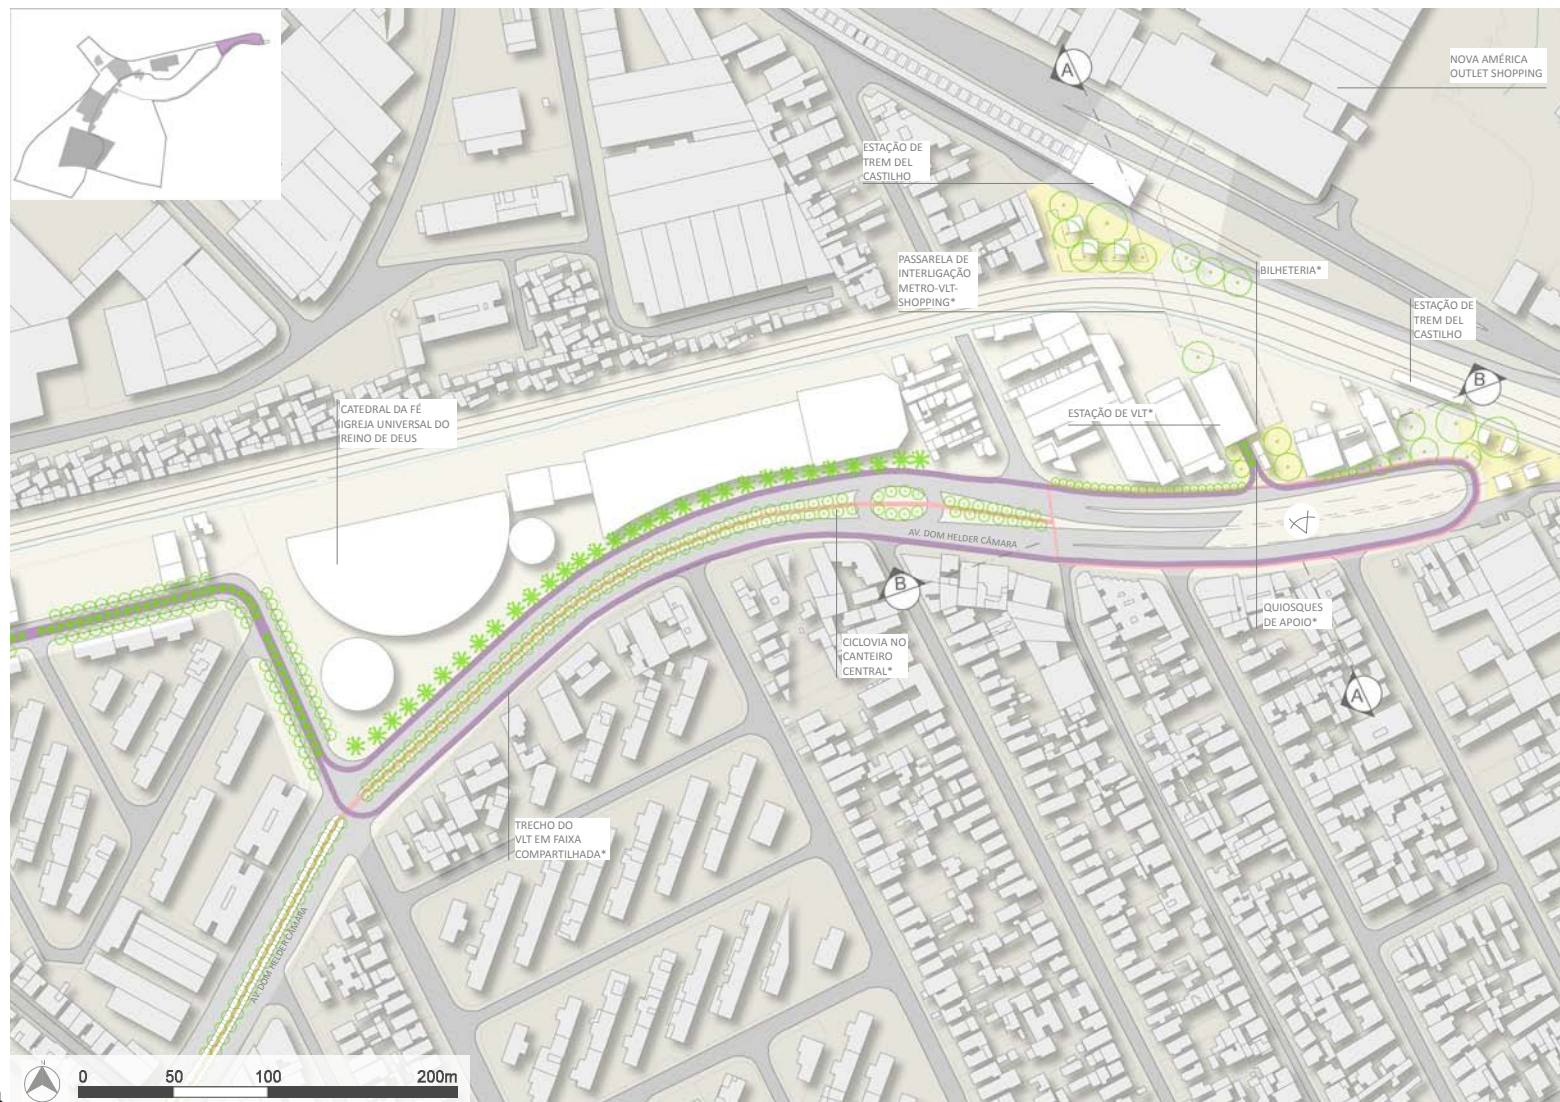 NOVA AMÉRICA
OUTLET SHOPPING
A
ESTAÇÃO DE
TREM DEL
CASTILHO
PASSARELA DE
INTERLIGAÇÃO
METRO-VLT-
SHOPPING*
BILHETERIA*
ESTAÇÃO DE
TREM DEL
CASTILHO
B
CATEDRAL DA FÉ
IGREJA UNIVERSAL DO
REINO DE DEUS
ESTAÇÃO DE VLT*
AV. DOM HELDER CÂMARA
B
QUIOSQUES
DE APOIO*
CICLOVIA NO
CANTEIRO
CENTRAL*
A
TRECHO DO
VLT EM FAIXA
COMPARTILHADA*
AV. DOM HELDER CÂMARA
N
0 50 100 200m